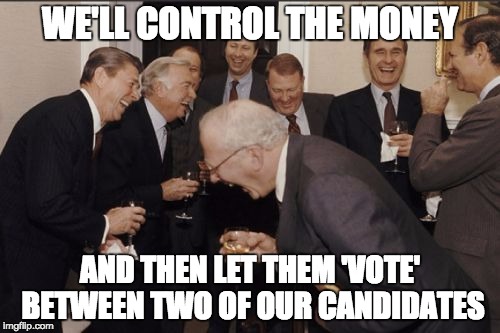 WE'LL CONTROL THE MONEY
AND THEN LET THEM 'VOTE'
BETWEEN TWO OF OUR CANDIDATES
imgflip.com